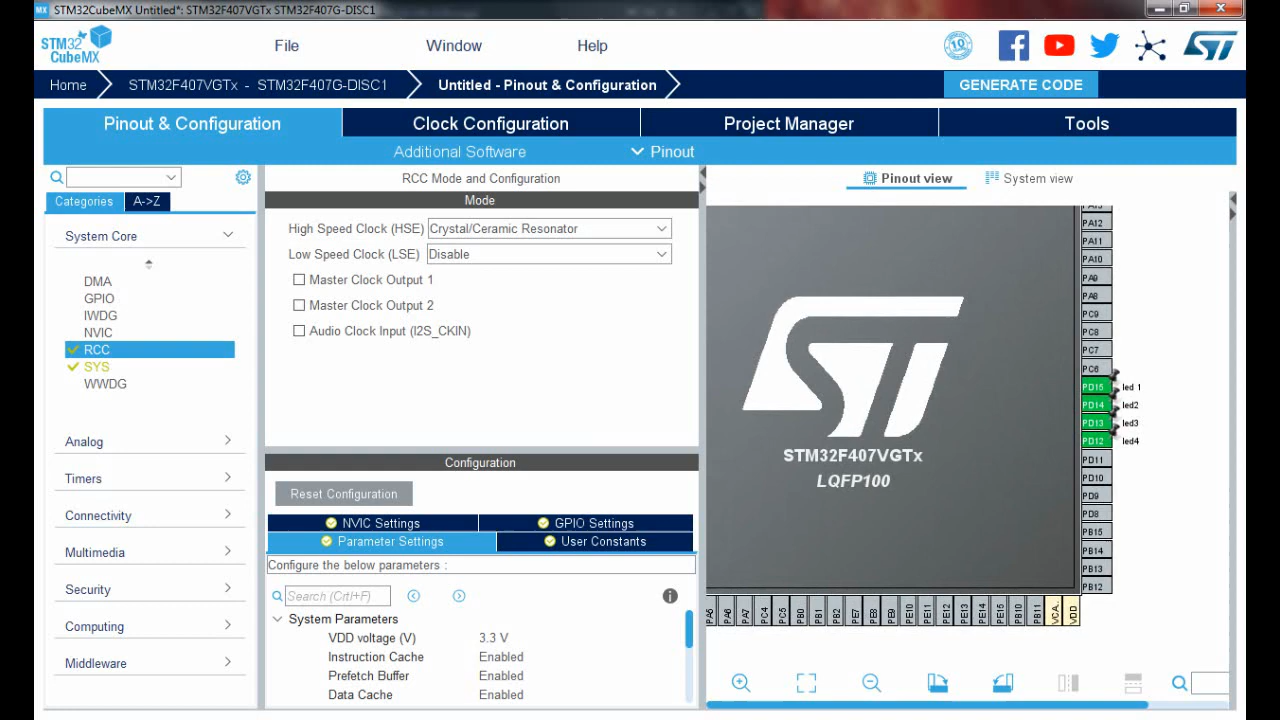 MX STM32CubeMX Untitled*: STM32F407VGTx STM32F407G-DISC1
STM32
CubeMX
File
Window
Help
10
Home
STM32F407VGTx - STM32F407G-DISC1
Untitled - Pinout & Configuration
GENERATE CODE
Pinout & Configuration
Clock Configuration
Project Manager
Tools
Additional Software
Pinout
Categories
A->Z
System Core
DMA
GPIO
IWDG
NVIC
RCC
SYS
WWDG
Analog
Timers
Connectivity
Multimedia
Security
Computing
Middleware
RCC Mode and Configuration
Mode
High Speed Clock (HSE) Crystal/Ceramic Resonator
Low Speed Clock (LSE) Disable
Master Clock Output 1
Master Clock Output 2
Audio Clock Input (I2S_CKIN)
Configuration
Reset Configuration
NVIC Settings
GPIO Settings
Parameter Settings
User Constants
Configure the below parameters :
Search (CrtI+F)
System Parameters
VDD voltage (V) 3.3 V
Instruction Cache Enabled
Prefetch Buffer Enabled
Data Cache Enabled
Pinout view
System view
ST
STM32F407VGTx
LQFP100
PA12
PA11
PA10
PA9
PA8
PC9
PC8
PC7
PC6
PD15 led 1
PD14 led2
PD13 led3
PD12 led4
PD11
PD10
PD9
PD8
PB15
PB14
PB13
PB12
PA5
PA6
PA7
PC4
PC5
PB0
PB1
PB2
PE7
PE8
PE9
PE10
PE11
PE12
PE13
PE14
PE15
PB10
PB11
VCA.
VDD